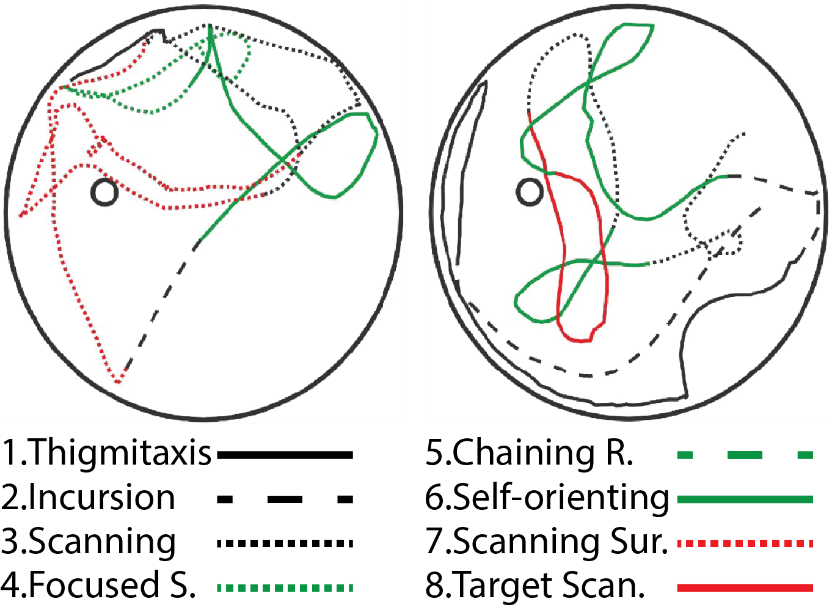 1.Thigmitaxis
2.Incursion
3.Scanning
4.Focused S.
5.Chaining R.
6.Self-orienting
7.Scanning Sur.
8.Target Scan.